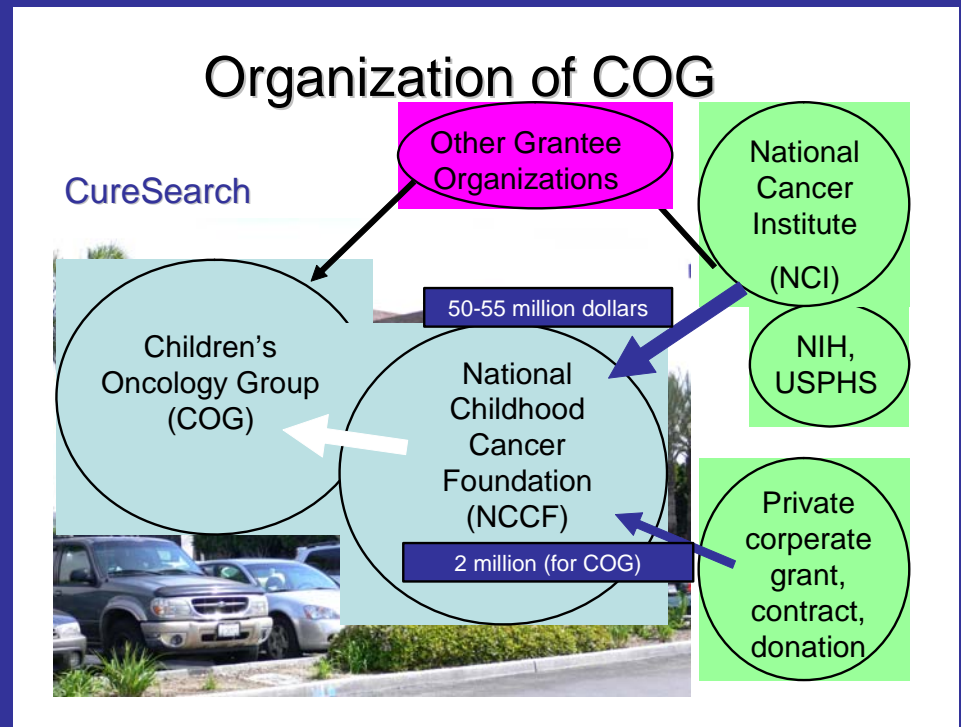 Organization of COG
CureSearch
Other Grantee
Organizations
National
Cancer
Institute
(NCI)
NIH,
USPHS
50-55 million dollars
Children's
Oncology Group
(COG)
National
Childhood
Cancer
Foundation
(NCCF)
2 million (for COG)
Private
corperate
grant,
contract,
donation